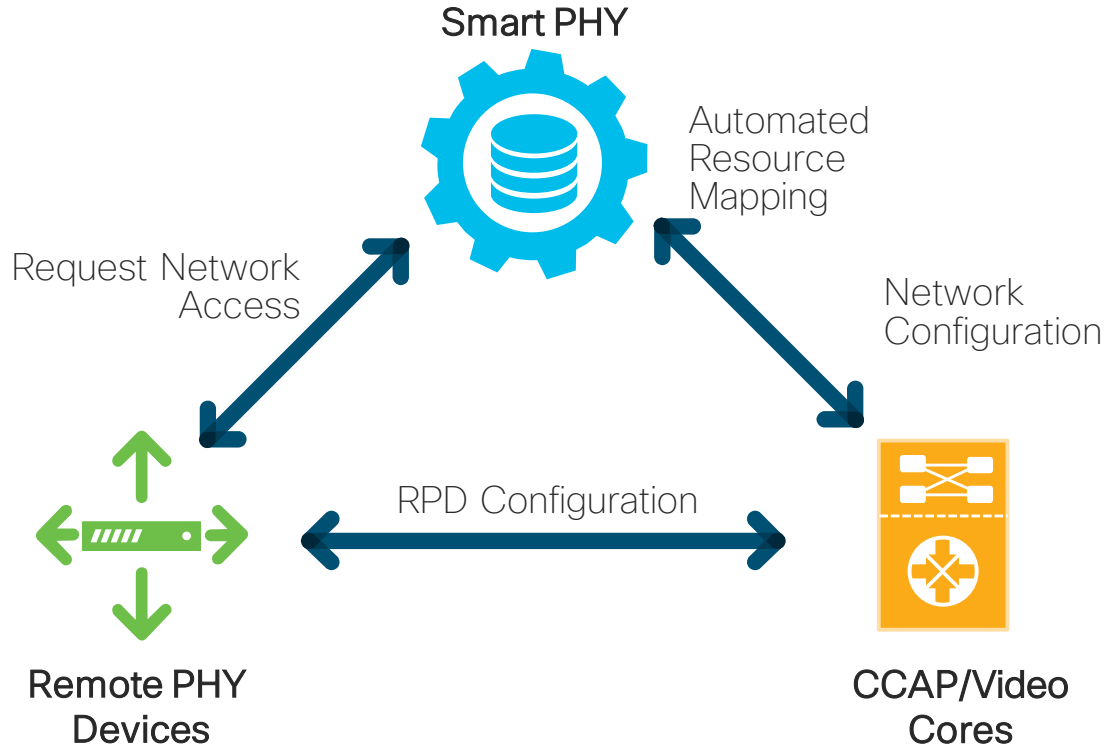 Smart PHY
Automated
Resource
Mapping
Request Network
Access
Network
Configuration
RPD Configuration
Remote PHY
Devices
CCAP/Video
Cores